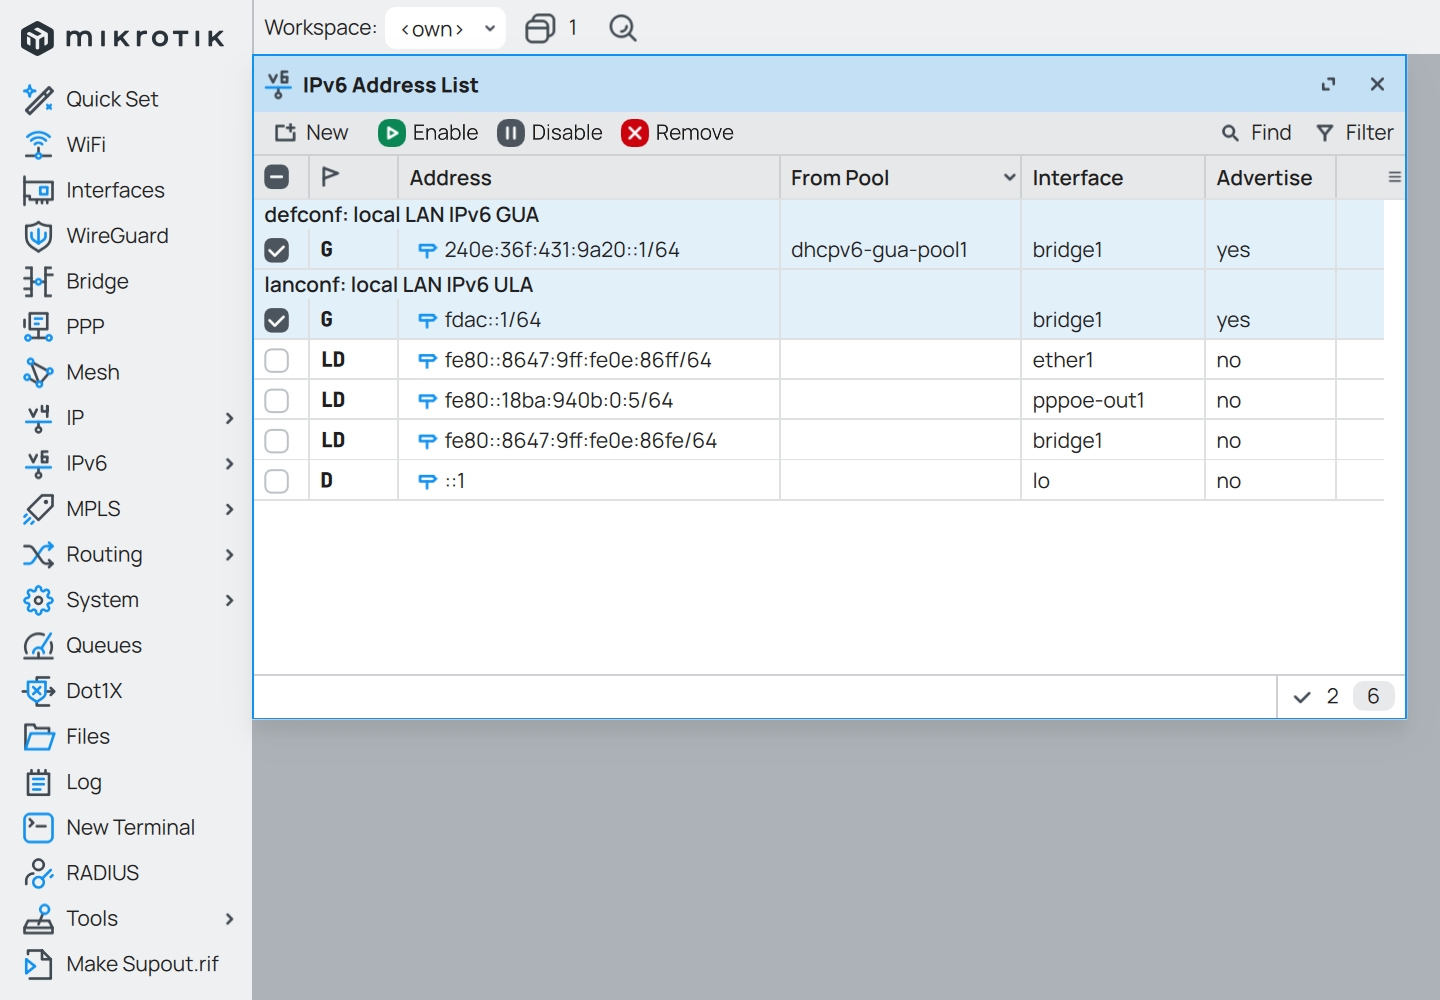 mikrotik
Workspace: <own> 1
Quick Set
WiFi
Interfaces
WireGuard
Bridge
PPP
Mesh
v4 IP
v6 IPv6
MPLS
Routing
System
Queues
Dot1X
Files
Log
New Terminal
RADIUS
Tools
Make Supout.rif
v6 IPv6 Address List
New Enable Disable Remove Find Filter
Address From Pool Interface Advertise
defconf: local LAN IPv6 GUA
G 240e:36f:431:9a20::1/64 dhcpv6-gua-pool1 bridge1 yes
lanconf: local LAN IPv6 ULA
G fdac::1/64 bridge1 yes
LD fe80::8647:9ff:fe0e:86ff/64 ether1 no
LD fe80::18ba:940b:0:5/64 pppoe-out1 no
LD fe80::8647:9ff:fe0e:86fe/64 bridge1 no
D ::1 lo no
2 6